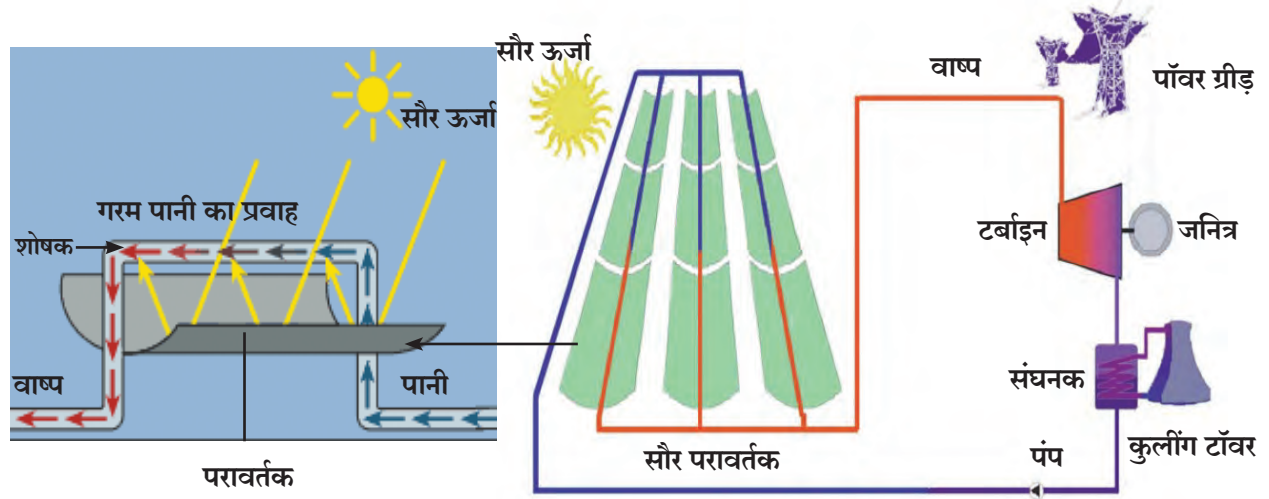 सौर ऊर्जा
गरम पानी का प्रवाह
शोषक
वाष्प
पानी
परावर्तक
सौर ऊर्जा
वाष्प
पॉवर ग्रीड़
टर्बाइन
जनित्र
संघनक
कुलींग टॉवर
पंप
सौर परावर्तक